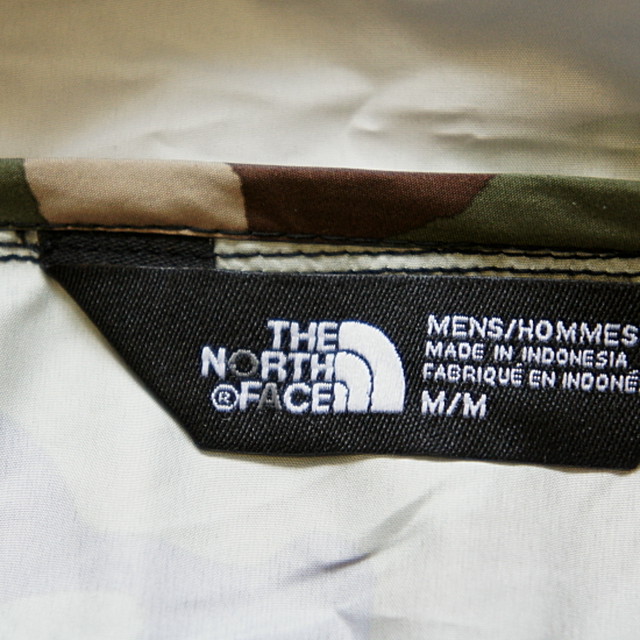 THE
NORTH
®FACE
MENS/HOMMES
MADE IN INDONESIA
FABRIQUÉ EN INDONÉ
M/M